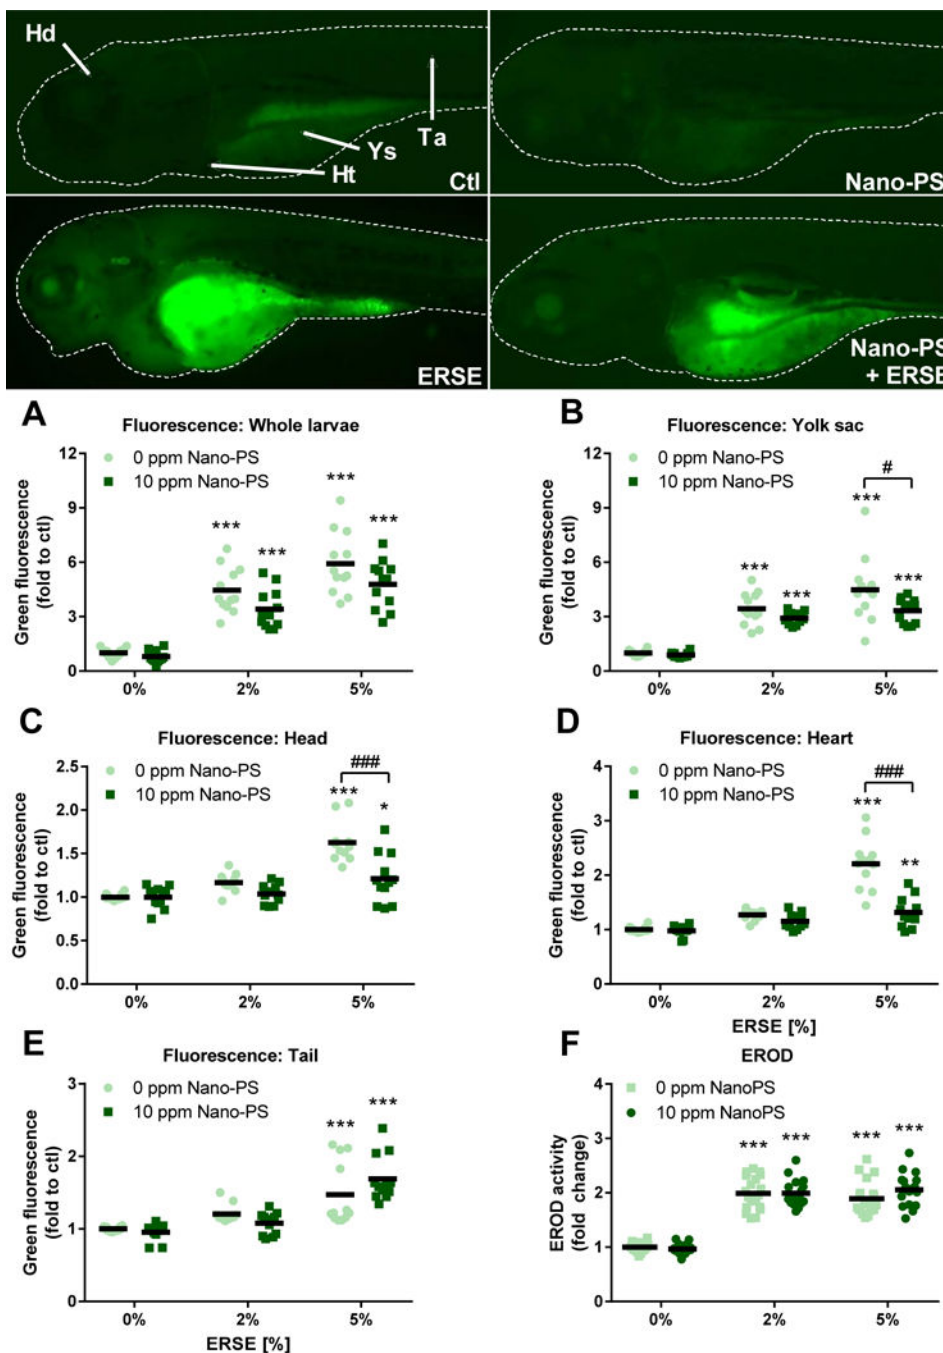 Hd
Ta
Ys
Ht
Ctl
Nano-PS
ERSE
Nano-PS
+ ERSE
A
Fluorescence: Whole larvae
Green fluorescence
(fold to ctl)
12
9
6
3
0
0 ppm Nano-PS
10 ppm Nano-PS
***
***
***
***
0%
2%
5%
B
Fluorescence: Yolk sac
Green fluorescence
(fold to ctl)
12
9
6
3
0
0 ppm Nano-PS
10 ppm Nano-PS
#
***
***
***
***
0%
2%
5%
C
Fluorescence: Head
Green fluorescence
(fold to ctl)
2.5
2.0
1.5
1.0
0.5
0.0
0 ppm Nano-PS
10 ppm Nano-PS
###
***
*
0%
2%
5%
D
Fluorescence: Heart
Green fluorescence
(fold to ctl)
4
3
2
1
0
0 ppm Nano-PS
10 ppm Nano-PS
###
***
**
0%
2%
5%
ERSE [%]
E
Fluorescence: Tail
Green fluorescence
(fold to ctl)
3
2
1
0
0 ppm Nano-PS
10 ppm Nano-PS
***
***
0%
2%
5%
ERSE [%]
F
EROD
EROD activity
(fold change)
4
3
2
1
0
0 ppm NanoPS
10 ppm NanoPS
***
***
***
***
0%
2%
5%